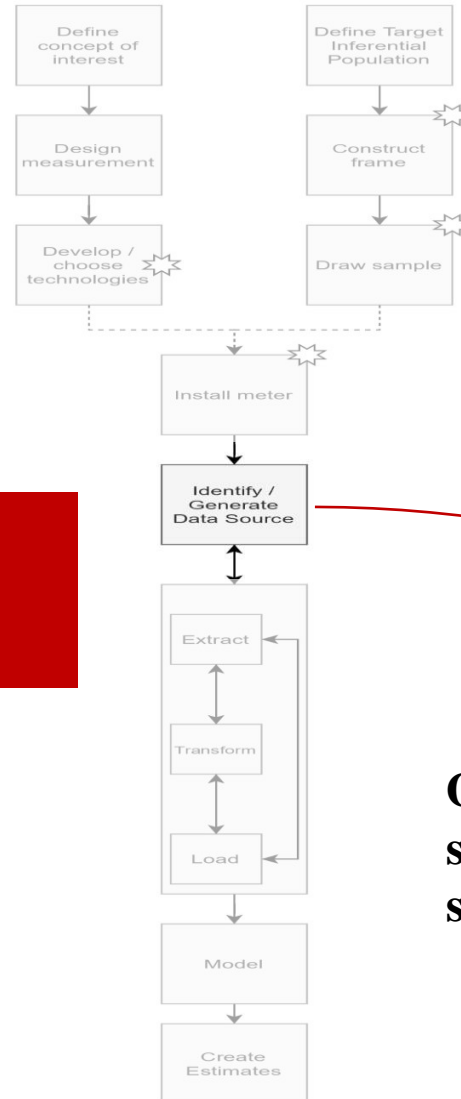 Define
concept of
interest
Define Target
Inferential
Population
Design
measurement
Construct
frame
Develop /
choose
technologies
Draw sample
Install meter
Identify /
Generate
Data Source
Extract
Transform
Load
Model
Create
Estimates